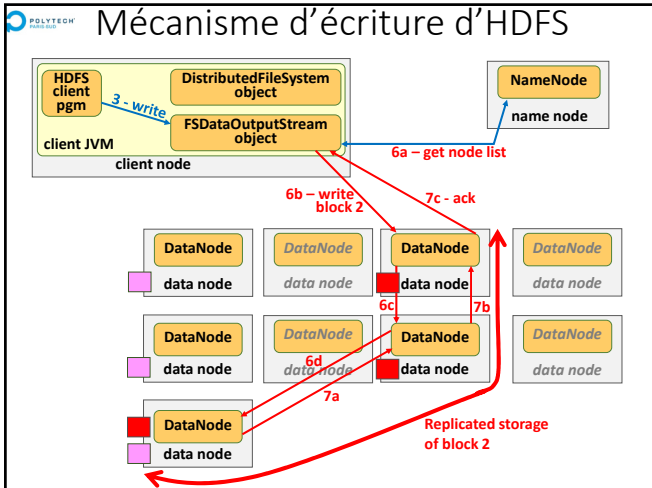 POLYTECH'
PARIS-SUD
Mécanisme d'écriture d'HDFS
HDFS
client
pgm
DistributedFileSystem
object
3 - write
FSDataOutputStream
object
client JVM
client node
NameNode
name node
6a – get node list
6b – write
block 2
7c - ack
DataNode
data node
DataNode
data node
DataNode
data node
DataNode
data node
6c
7b
DataNode
data node
DataNode
data node
DataNode
data node
DataNode
data node
6d
7a
DataNode
data node
Replicated storage
of block 2